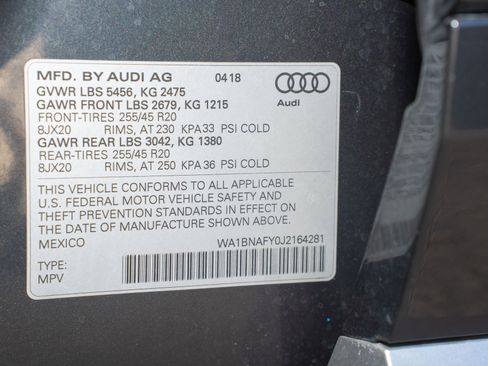 MFD. BY AUDI AG 04 18
GVWR LBS 5456, KG 2475
GAWR FRONT LBS 2679, KG 1215
FRONT-TIRES 255/45 R20
8JX20 RIMS, AT 230 KPA 33 PSI COLD
GAWR REAR LBS 3042, KG 1380
REAR-TIRES 255/45 R20
8JX20 RIMS, AT 250 KPA 36 PSI COLD
Audi
THIS VEHICLE CONFORMS TO ALL APPLICABLE
U.S. FEDERAL MOTOR VEHICLE SAFETY AND
THEFT PREVENTION STANDARDS IN EFFECT ON
THE DATE OF MANUFACTURE SHOWN ABOVE.
MEXICO WA1BNAFY0J2164281
TYPE:
MPV